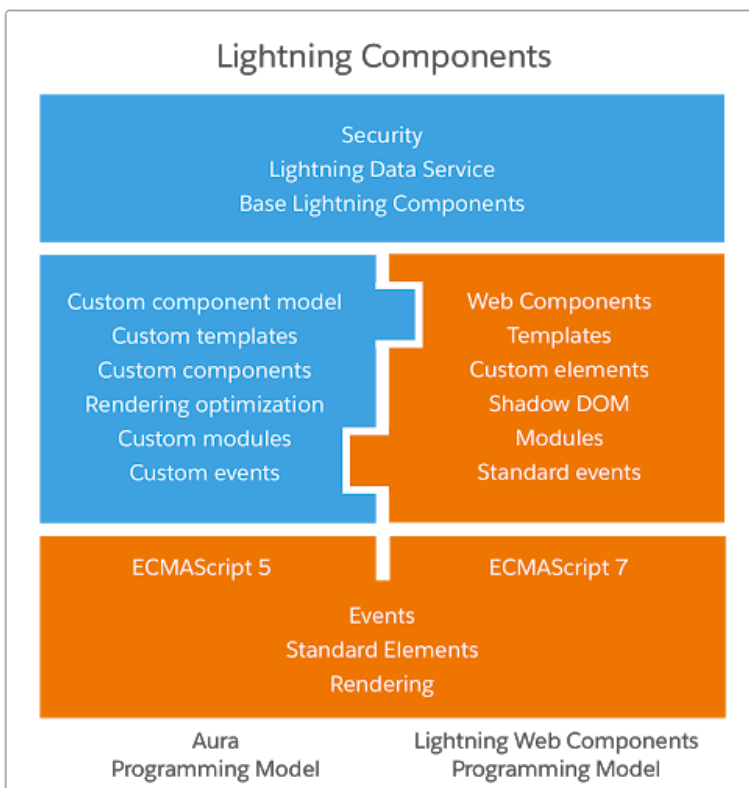 Lightning Components
Security
Lightning Data Service
Base Lightning Components
Custom component model
Custom templates
Custom components
Rendering optimization
Custom modules
Custom events
Web Components
Templates
Custom elements
Shadow DOM
Modules
Standard events
ECMAScript 5
ECMAScript 7
Events
Standard Elements
Rendering
Aura
Programming Model
Lightning Web Components
Programming Model